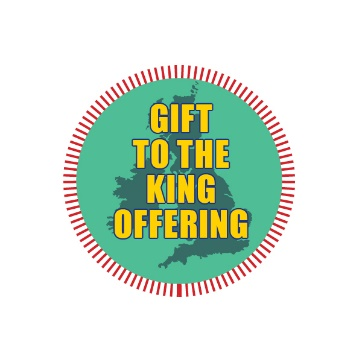 GIFT
TO THE
KING
OFFERING